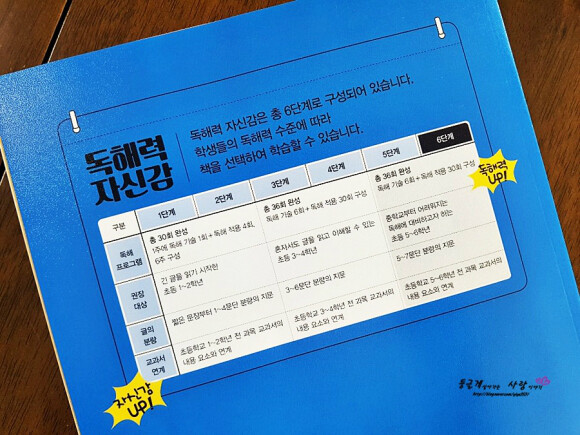 독해력
자신감
독해력 자신감은 총 6단계로 구성되어 있습니다.
학생들의 독해력 수준에 따라
책을 선택하여 학습할 수 있습니다.
구분 1단계 2단계 3단계 4단계 5단계 6단계
독해
프로그램
총 30회 완성
1주에 독해 기술 1회 + 독해 적용 4회,
6주 구성
총 36회 완성
독해 기술 6회 + 독해 적용 30회 구성
총 36회 완성
독해 기술 6회 + 독해 적용 30회 구성
권장
대상
긴 글을 읽기 시작한
초등 1~2학년
혼자서도 글을 읽고 이해할 수 있는
초등 3~4학년
중학교부터 어려워지는
독해에 대비하고자 하는
초등 5~6학년
글의
분량
짧은 문장부터 1~4문단 분량의 지문
3~6문단 분량의 지문
5~7문단 분량의 지문
교과서
연계
초등학교 1~2학년 전 과목 교과서의
내용 요소와 연계
초등학교 3~4학년 전 과목 교과서의
내용 요소와 연계
초등학교 5~6학년 전 과목 교과서의
내용 요소와 연계
독해력
UP!
자신감
UP!
사람